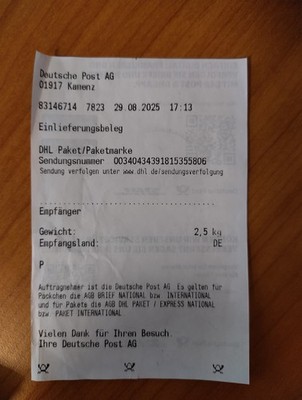 Deutsche Post AG
01917 Kamenz
83146714 7823 29.08.2025 17:13
Einlieferungsbeleg
DHL Paket/Paketmarke
Sendungsnummer 00340434391815355806
Sendung verfolgen unter www.dhl.de/sendungsverfolgung
Empfänger
Gewicht: 2,5 kg
Empfangsland: DE
P
Auftragnehmer ist die Deutsche Post AG. Es gelten für
Päckchen die AGB BRIEF NATIONAL bzw. INTERNATIONAL
und für Pakete die AGB DHL PAKET / EXPRESS NATIONAL
bzw. PAKET INTERNATIONAL
Vielen Dank für Ihren Besuch.
Ihre Deutsche Post AG